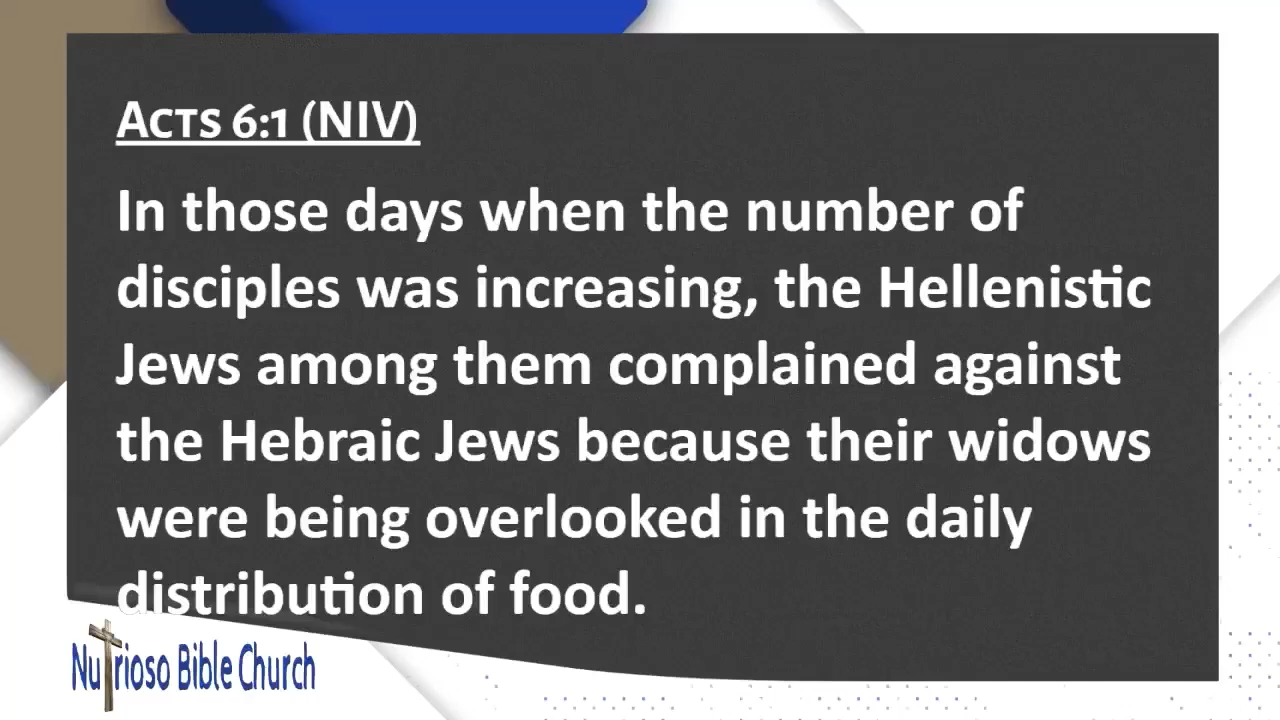 Acts 6:1 (NIV)
In those days when the number of
disciples was increasing, the Hellenistic
Jews among them complained against
the Hebraic Jews because their widows
were being overlooked in the daily
distribution of food.
Nutrioso Bible Church